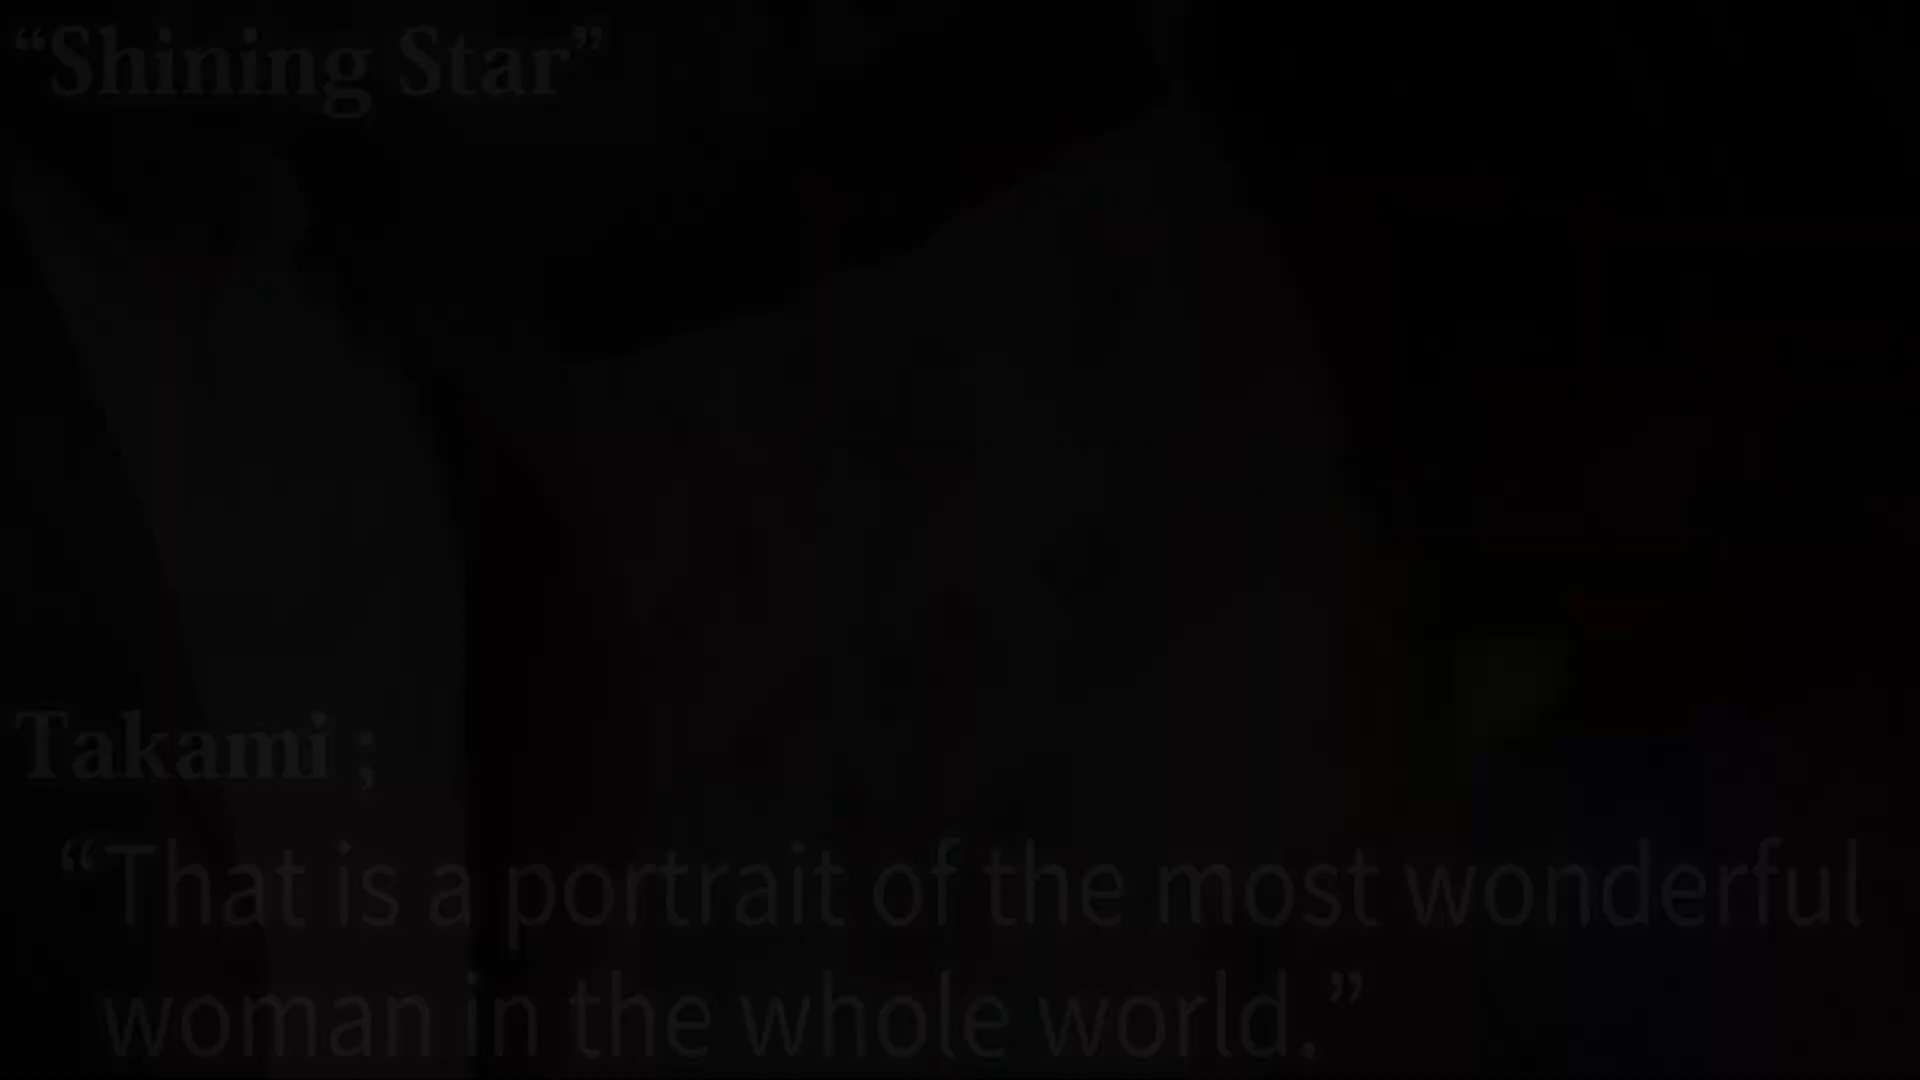 “Shining Star”
Takami ;
“That is a portrait of the most wonderful
woman in the whole world.”